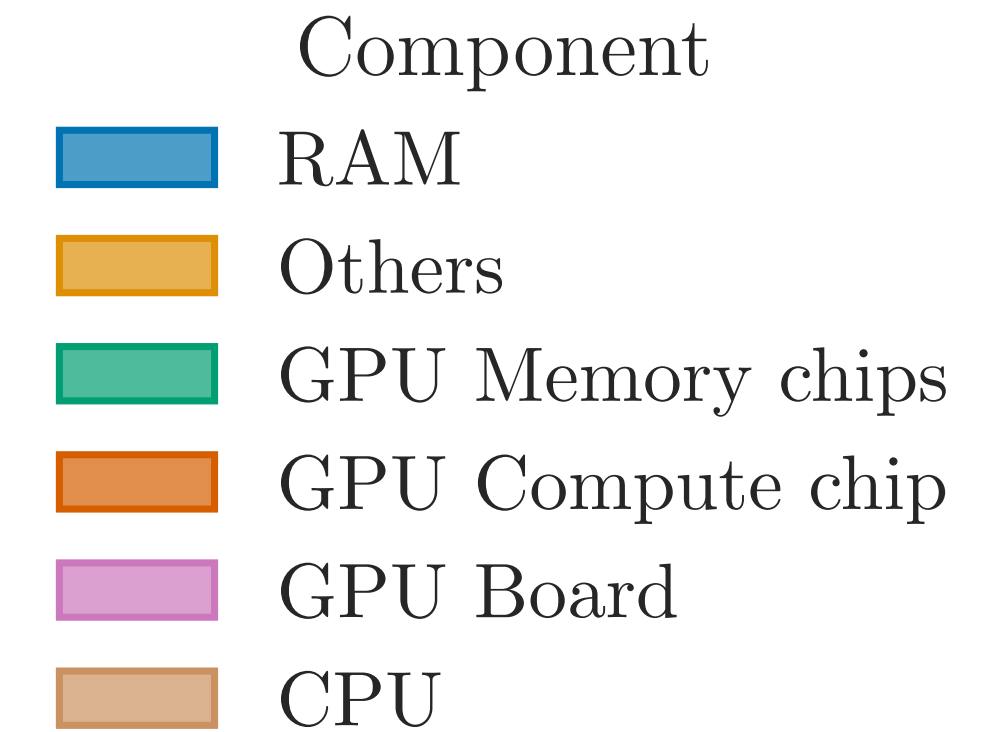 Component
RAM
Others
GPU Memory chips
GPU Compute chip
GPU Board
CPU